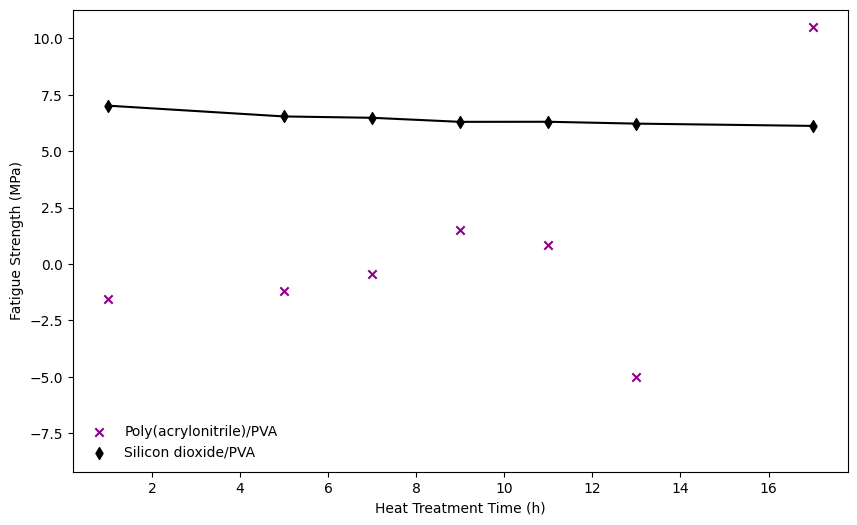 10.0
7.5
5.0
2.5
0.0
−2.5
−5.0
−7.5
Fatigue Strength (MPa)
Poly(acrylonitrile)/PVA
Silicon dioxide/PVA
2 4 6 8 10 12 14 16
Heat Treatment Time (h)